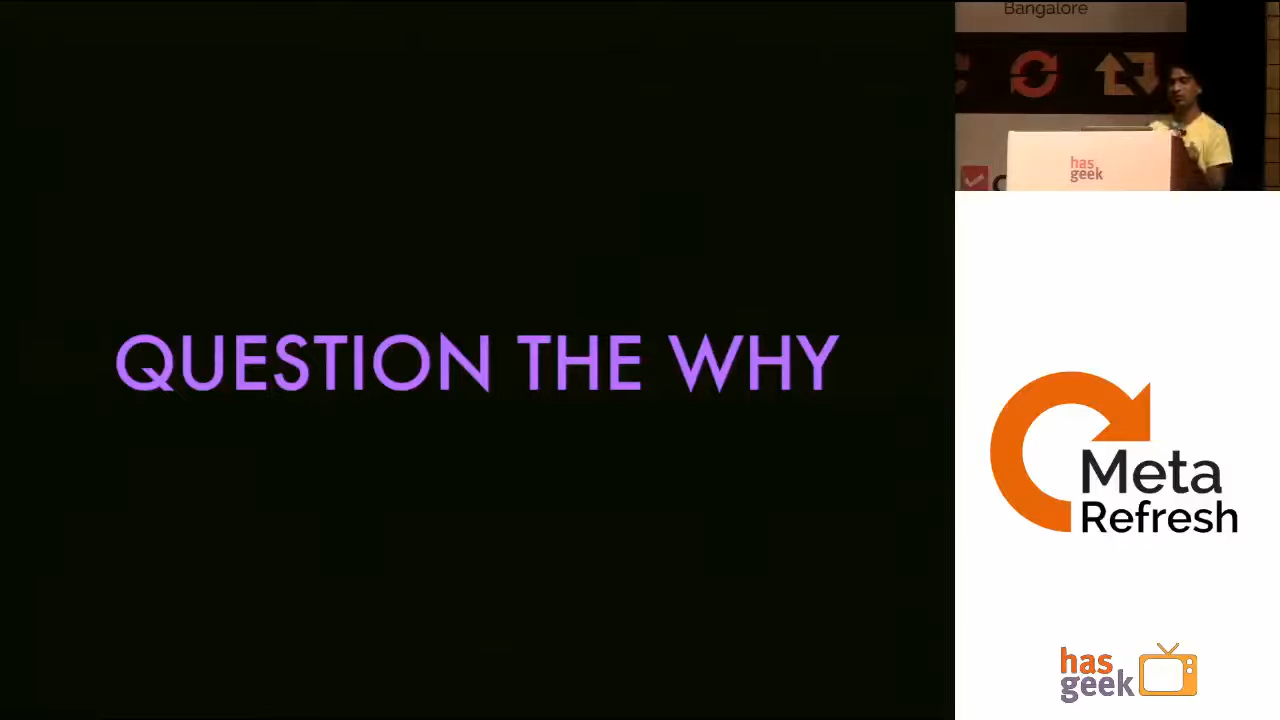 QUESTION THE WHY
Bangalore
has
geek
Meta
Refresh
has
geek